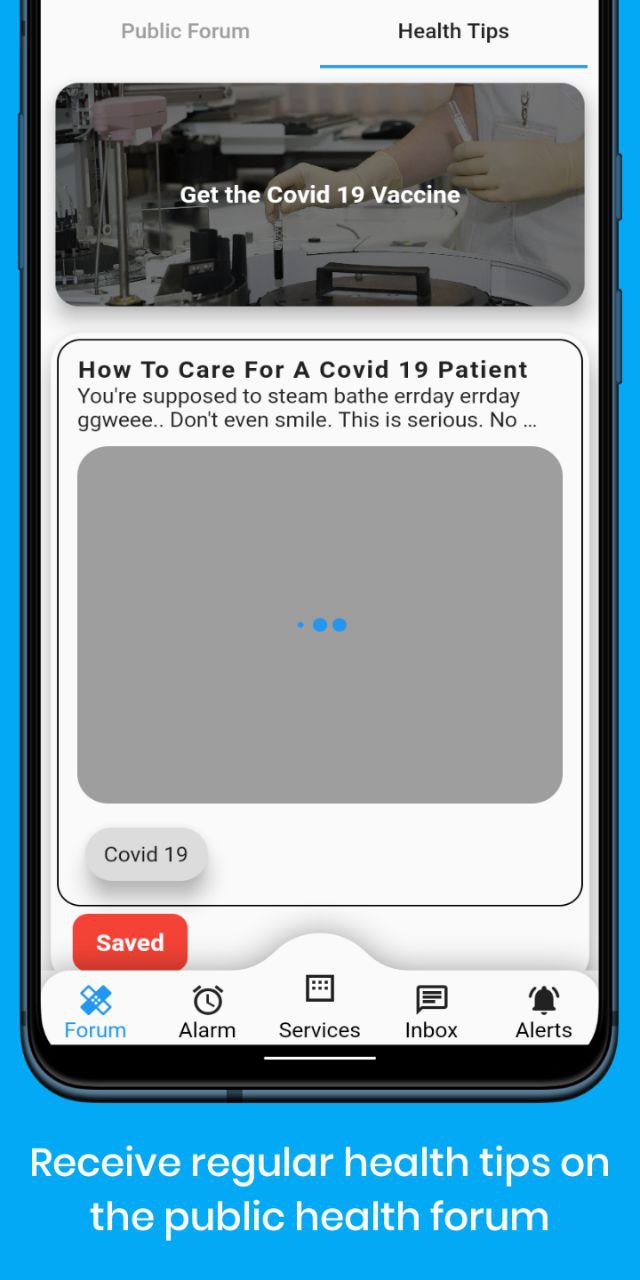 Public Forum
Health Tips
Get the Covid 19 Vaccine
How To Care For A Covid 19 Patient
You're supposed to steam bathe errday errday
ggweee.. Don't even smile. This is serious. No ...
Covid 19
Saved
Forum
Alarm
Services
Inbox
Alerts
Receive regular health tips on
the public health forum